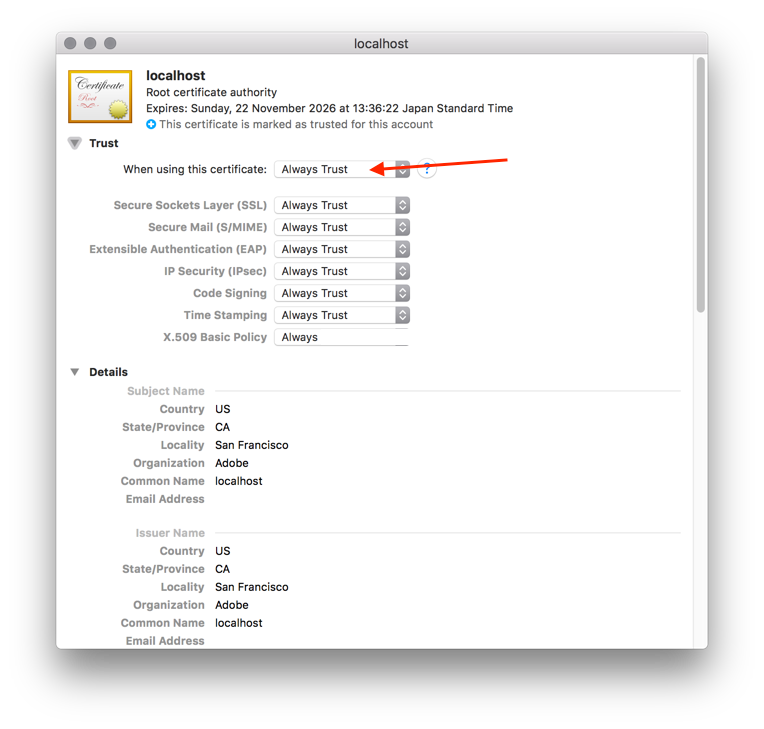 localhost
Certificate
Root
localhost
Root certificate authority
Expires: Sunday, 22 November 2026 at 13:36:22 Japan Standard Time
This certificate is marked as trusted for this account
Trust
When using this certificate: Always Trust ?
Secure Sockets Layer (SSL) Always Trust
Secure Mail (S/MIME) Always Trust
Extensible Authentication (EAP) Always Trust
IP Security (IPsec) Always Trust
Code Signing Always Trust
Time Stamping Always Trust
X.509 Basic Policy Always
Details
Subject Name
Country US
State/Province CA
Locality San Francisco
Organization Adobe
Common Name localhost
Email Address
Issuer Name
Country US
State/Province CA
Locality San Francisco
Organization Adobe
Common Name localhost
Email Address